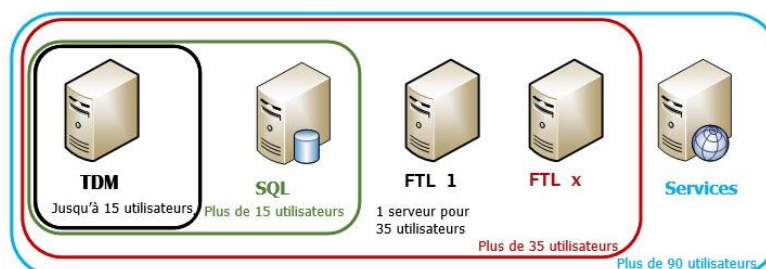 TDM
Jusqu'à 15 utilisateurs
SQL
Plus de 15 utilisateurs
FTL 1
1 serveur pour
35 utilisateurs
FTL x
Plus de 35 utilisateurs
Services
Plus de 90 utilisateurs